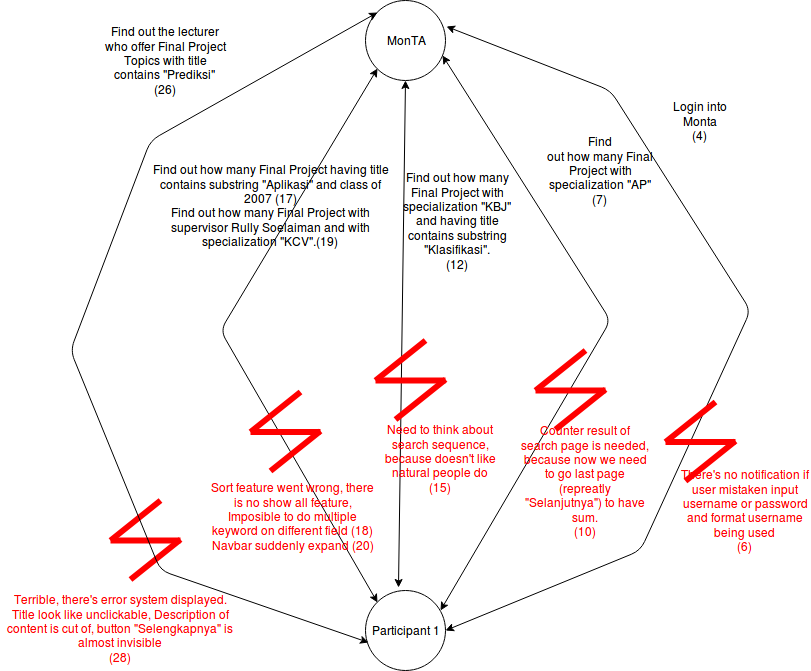 MonTA
Find out the lecturer
who offer Final Project
Topics with title
contains "Prediksi"
(26)
Login into
Monta
(4)
Find
out how many Final
Project with
specialization "AP"
(7)
Find out how many Final Project having title
contains substring "Aplikasi" and class of
2007 (17)
Find out how many Final Project with
supervisor Rully Soelaiman and with
specialization "KCV".(19)
Find out how many
Final Project with
specialization "KBJ"
and having title
contains substring
"Klasifikasi".
(12)
Need to think about
search sequence,
because doesn't like
natural people do
(15)
Counter result of
search page is needed,
because now we need
to go last page
(repreatly
"Selanjutnya") to have
sum.
(10)
There's no notification if
user mistaken input
username or password
and format username
being used
(6)
Sort feature went wrong, there
is no show all feature,
Imposible to do multiple
keyword on different field (18)
Navbar suddenly expand (20)
Terrible, there's error system displayed.
Title look like unclickable, Description of
content is cut of, button "Selengkapnya" is
almost invisible
(28)
Participant 1